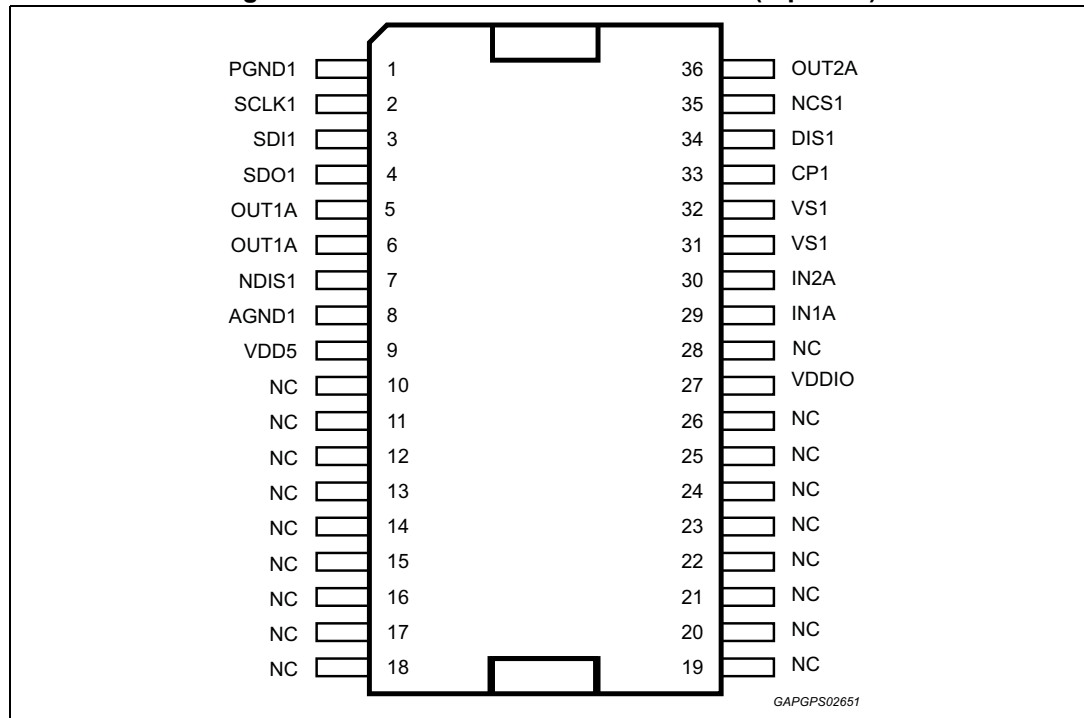 PGND1 1 36 OUT2A
SCLK1 2 35 NCS1
SDI1 3 34 DIS1
SDO1 4 33 CP1
OUT1A 5 32 VS1
OUT1A 6 31 VS1
NDIS1 7 30 IN2A
AGND1 8 29 IN1A
VDD5 9 28 NC
NC 10 27 VDDIO
NC 11 26 NC
NC 12 25 NC
NC 13 24 NC
NC 14 23 NC
NC 15 22 NC
NC 16 21 NC
NC 17 20 NC
NC 18 19 NC
GAPGPS02651